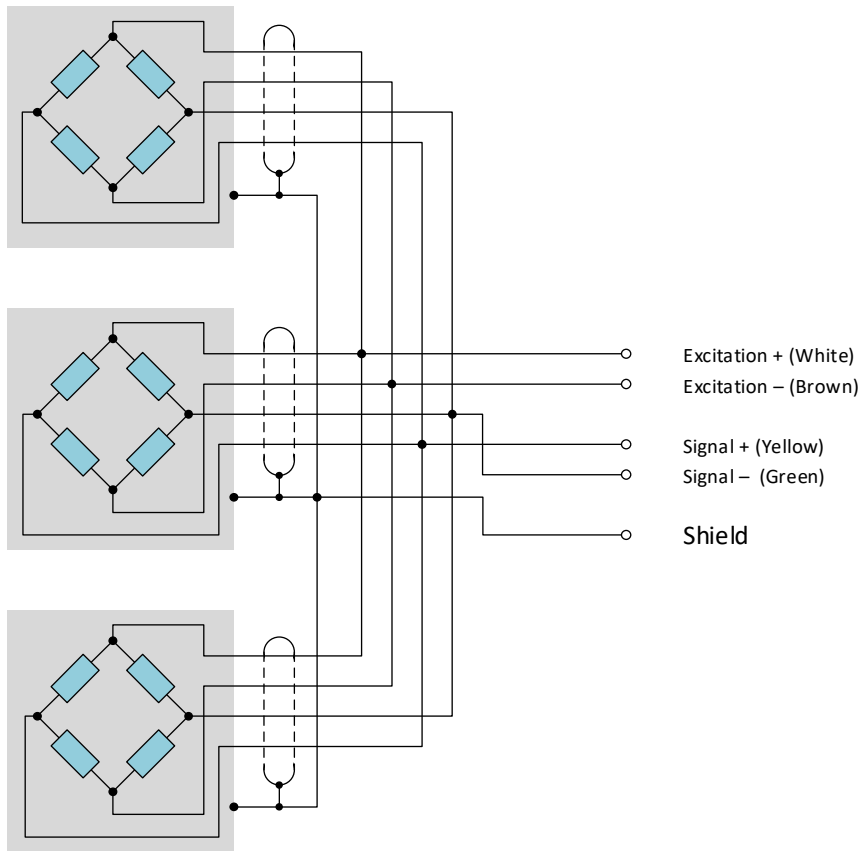 Excitation + (White)
Excitation – (Brown)
Signal + (Yellow)
Signal – (Green)
Shield